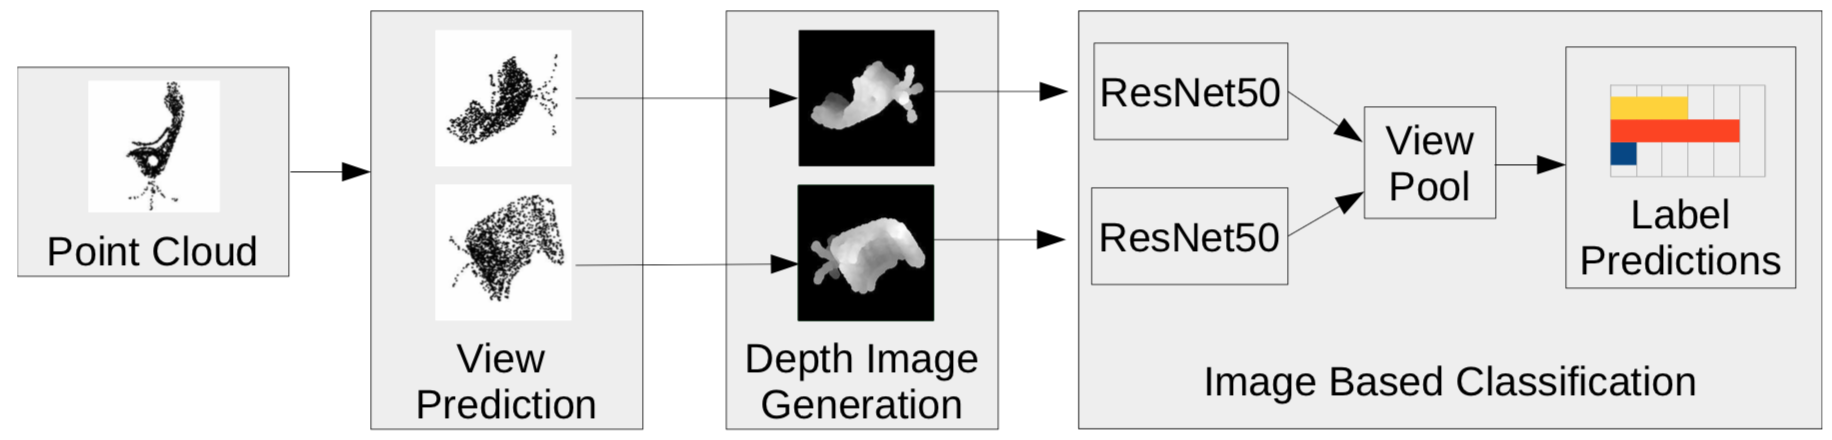 Point Cloud
View
Prediction
Depth Image
Generation
ResNet50
ResNet50
View
Pool
Label
Predictions
Image Based Classification